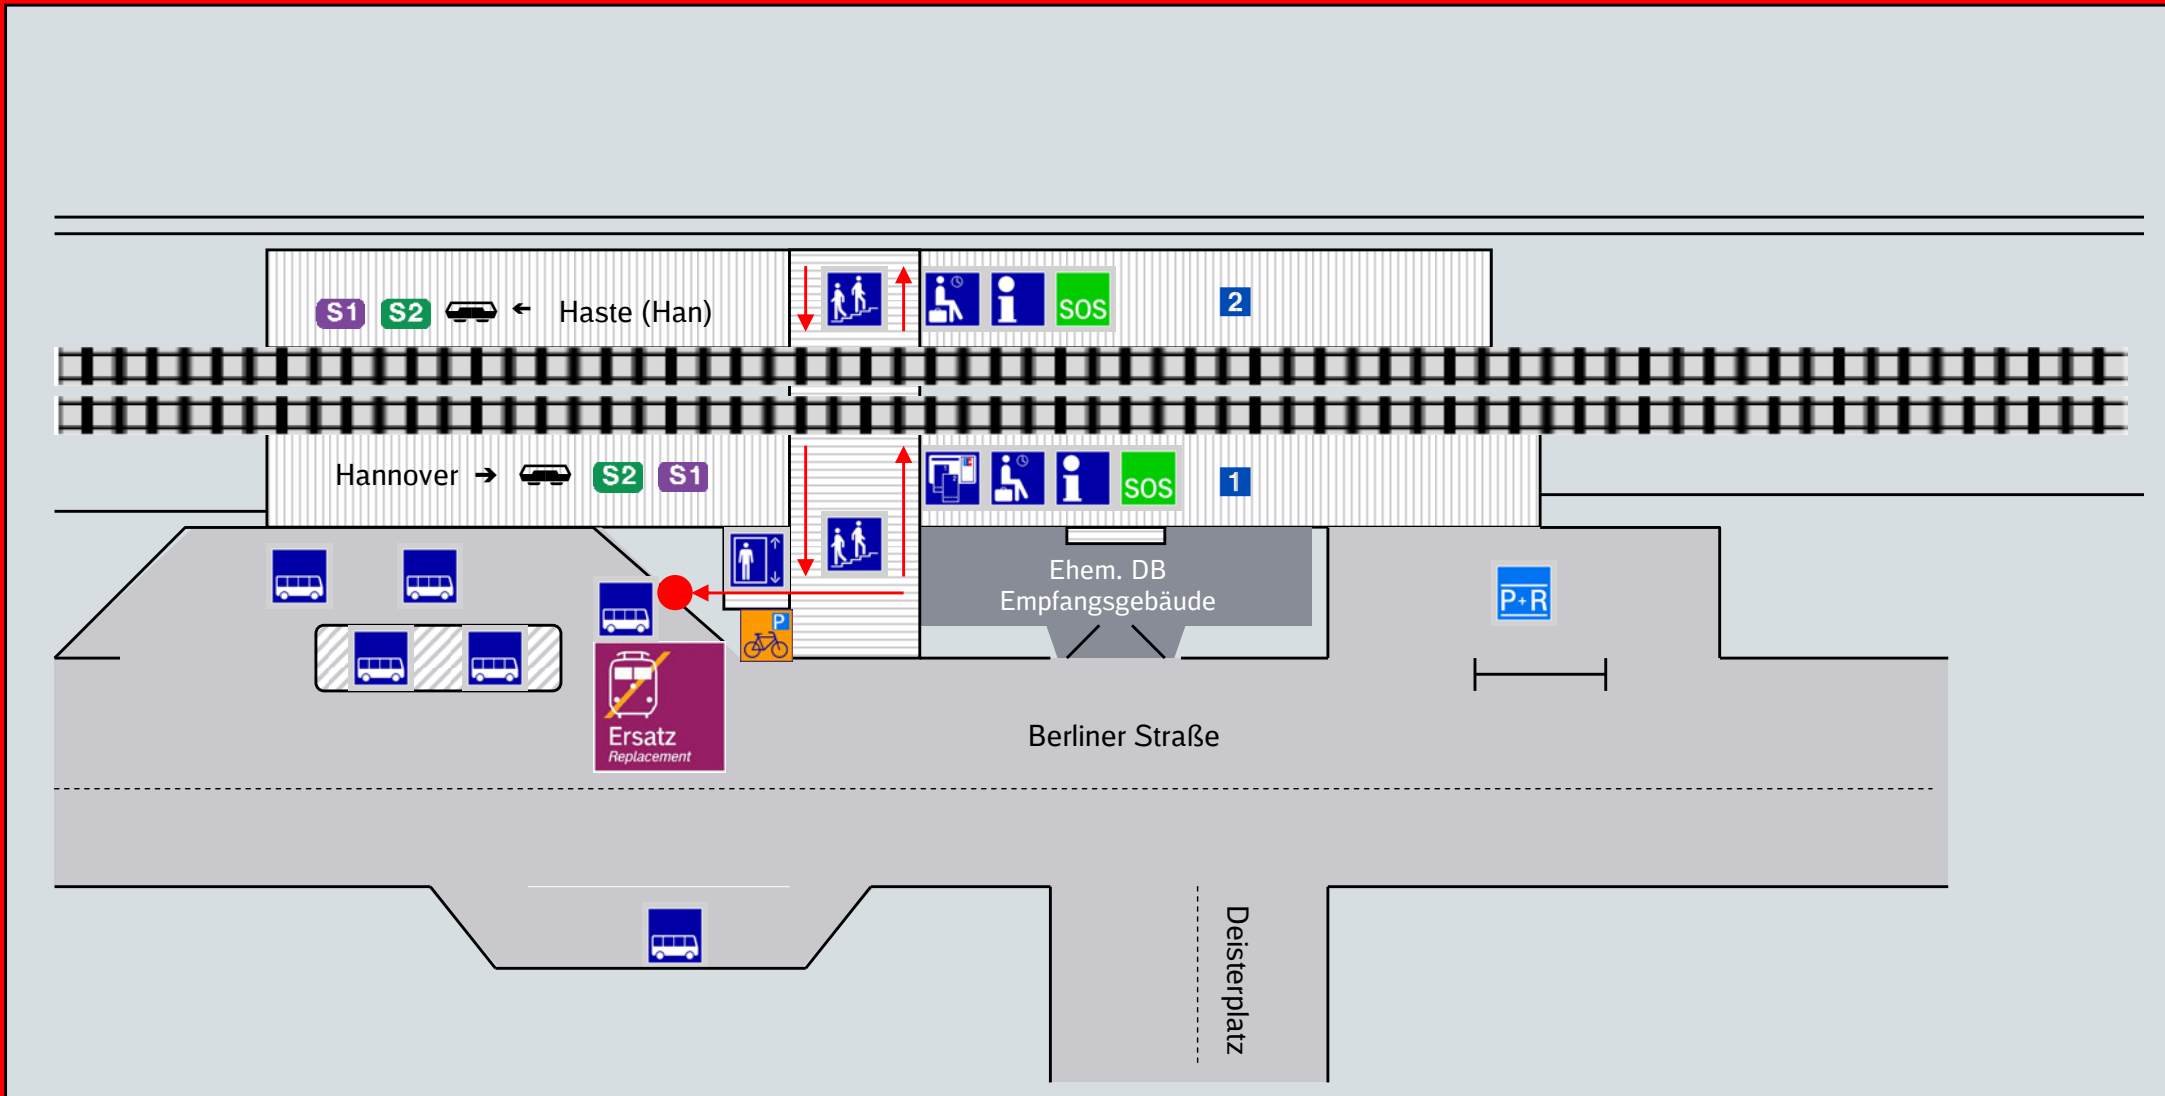 S1 S2 ← Haste (Han)
SOS
2
Hannover → S2 S1
SOS
1
Ehem. DB
Empfangsgebäude
P
P+R
Ersatz
Replacement
Berliner Straße
Deisterplatz